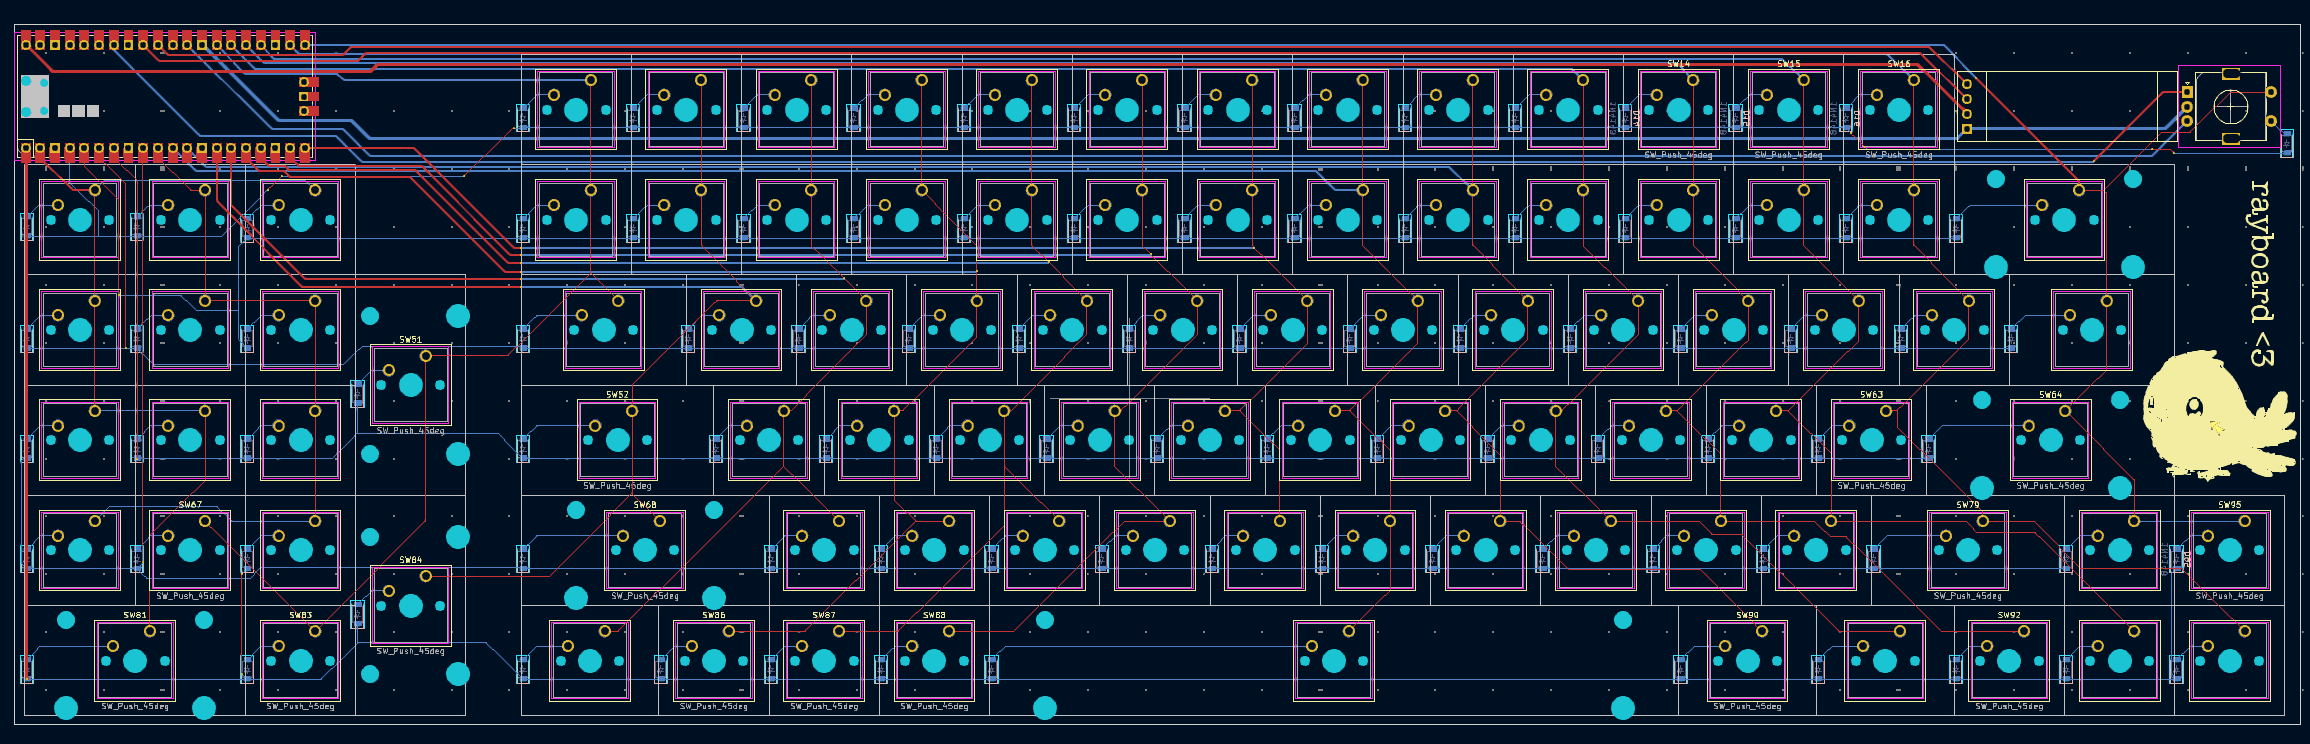 SW14
SW15
SW16
SW_Push_45deg
SW_Push_45deg
SW_Push_45deg
rayboard <3
SW51
SW_Push_45deg
SW52
SW_Push_45deg
SW63
SW_Push_45deg
SW64
SW_Push_45deg
SW67
SW_Push_45deg
SW68
SW_Push_45deg
SW79
SW_Push_45deg
SW95
SW_Push_45deg
SW84
SW_Push_45deg
SW81
SW_Push_45deg
SW83
SW_Push_45deg
SW86
SW_Push_45deg
SW87
SW_Push_45deg
SW88
SW_Push_45deg
SW90
SW_Push_45deg
SW92
SW_Push_45deg